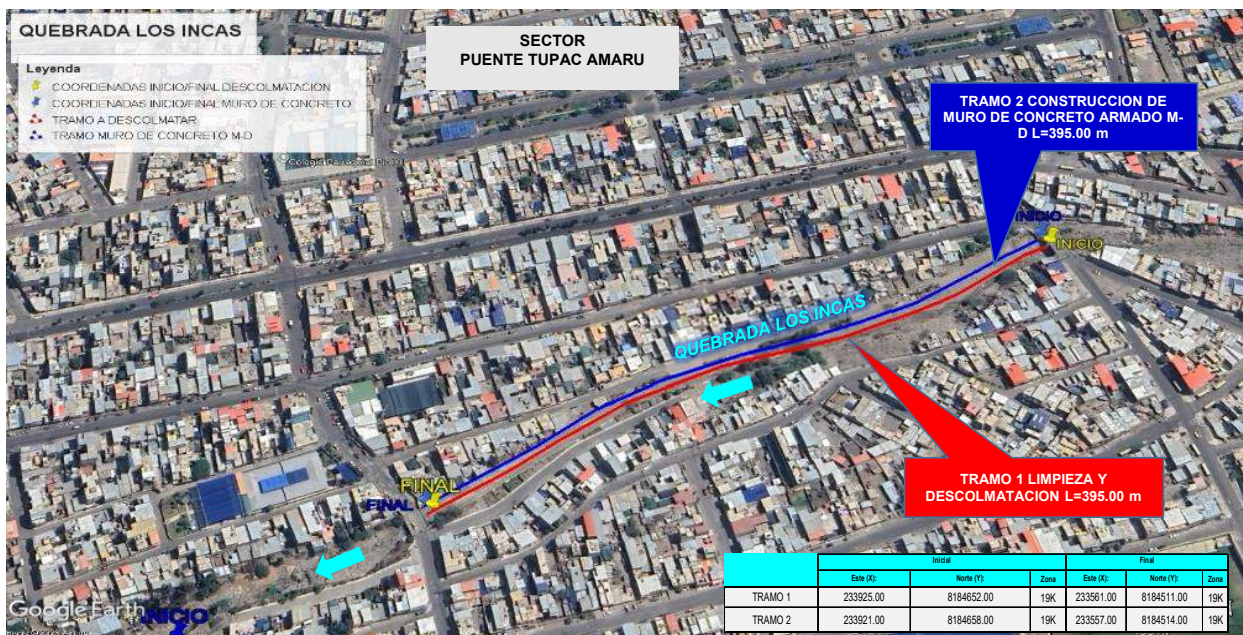 QUEBRADA LOS INCAS
Leyenda
COORDENADAS INICIO/FINAL DESCOLMATACION
COORDENADAS INICIO/FINAL MURO DE CONCRETO
TRAMO A DESCOLMATAR
TRAMO MURO DE CONCRETO M-D
SECTOR
PUENTE TUPAC AMARU
TRAMO 2 CONSTRUCCION DE
MURO DE CONCRETO ARMADO M-
D L=395.00 m
INICIO
INICIO
QUEBRADA LOS INCAS
FINAL
FINAL
TRAMO 1 LIMPIEZA Y
DESCOLMATACION L=395.00 m
Google Earth
INICIO
Inicial Final
Este (X): Norte (Y): Zona Este (X): Norte (Y): Zona
TRAMO 1 233925.00 8184652.00 19K 233561.00 8184511.00 19K
TRAMO 2 233921.00 8184658.00 19K 233557.00 8184514.00 19K